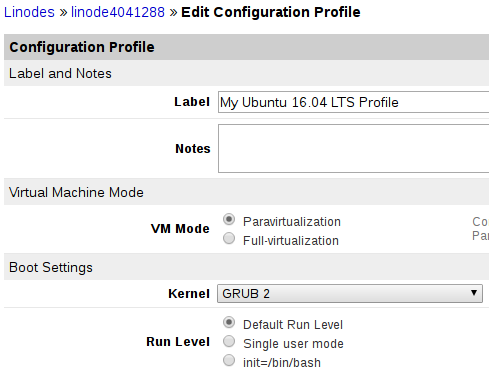 Linodes » linode4041288 » Edit Configuration Profile
Configuration Profile
Label and Notes
Label My Ubuntu 16.04 LTS Profile
Notes
Virtual Machine Mode
VM Mode Paravirtualization Co
Full-virtualization Par
Boot Settings
Kernel GRUB 2
Run Level Default Run Level
Single user mode
init=/bin/bash